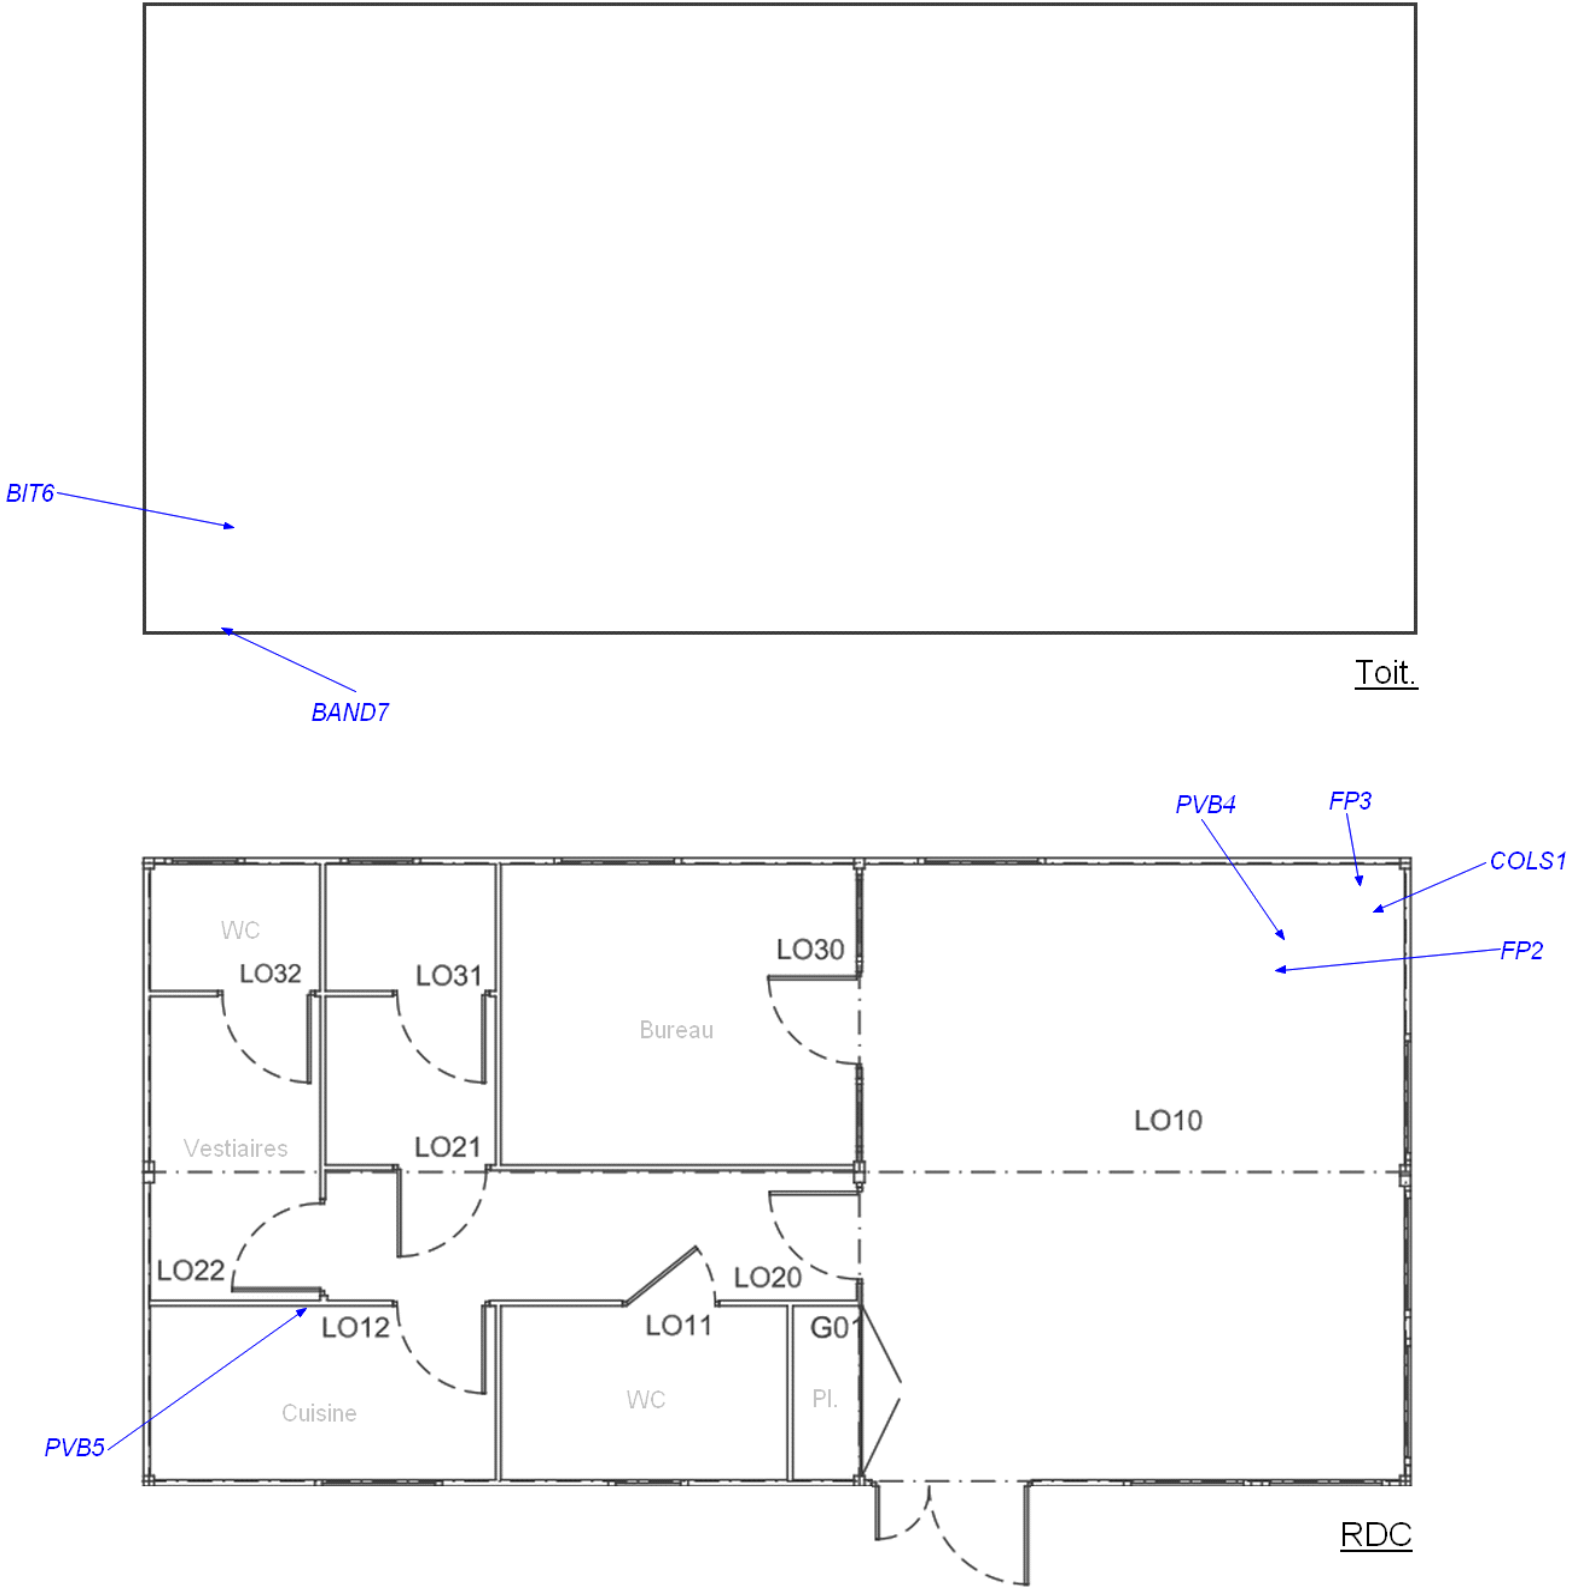 BIT6
Toit.
BAND7
PVB4
FP3
COLS1
WC
LO30
FP2
LO32
LO31
Bureau
LO10
Vestiaires
LO21
LO22
LO20
LO12
LO11
G01
Cuisine
WC
Pl.
PVB5
RDC